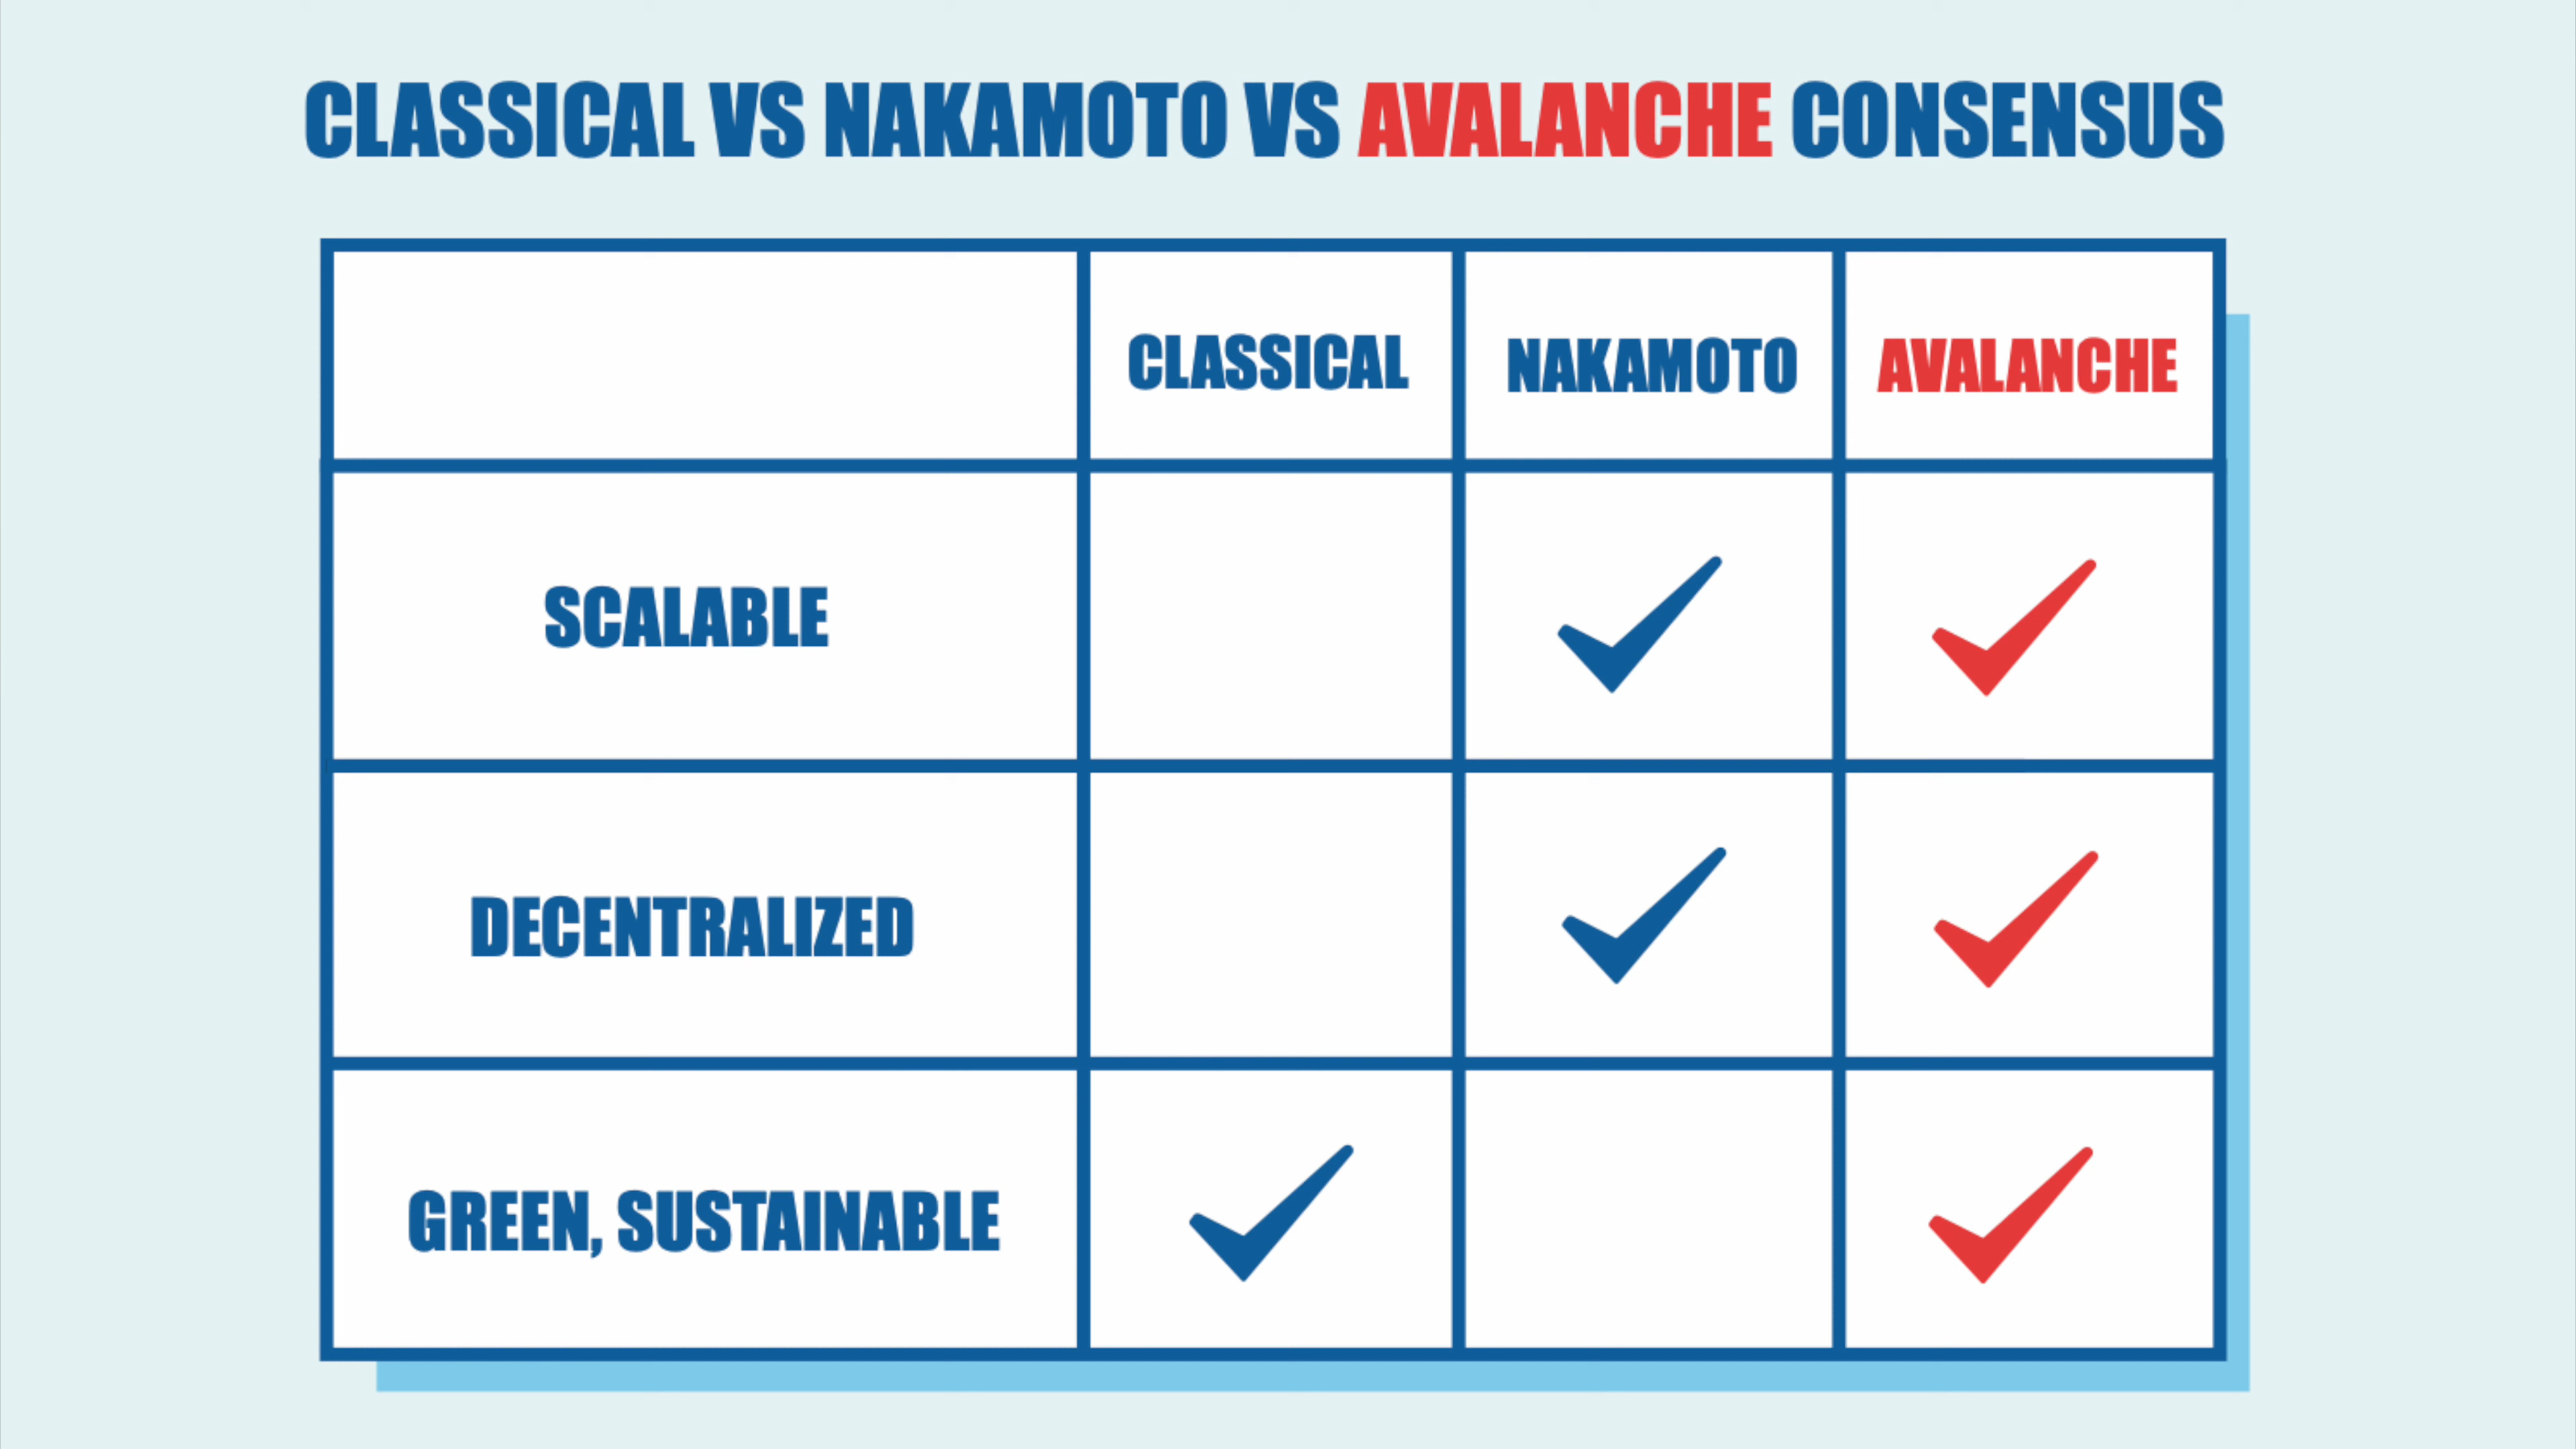 CLASSICAL VS NAKAMOTO VS AVALANCHE CONSENSUS
CLASSICAL NAKAMOTO AVALANCHE
SCALABLE
DECENTRALIZED
GREEN, SUSTAINABLE